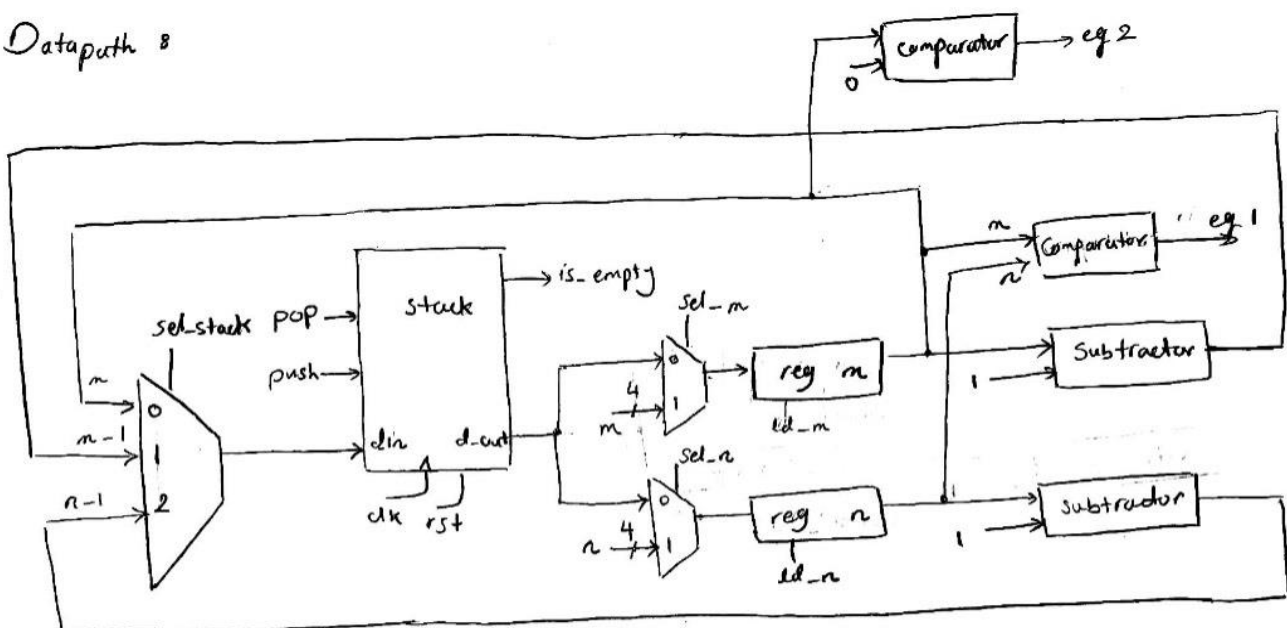 Datapath :
comparator
eq 2
0
m
n
comparator
eq 1
is_empty
stack
sel_stack
pop
push
sel_m
0
4
m
1
reg m
ld_m
subtractor
1
m
0
m-1
1
n-1
2
din
d_out
clk
rst
sel_n
0
4
n
1
reg n
ld_n
subtractor
1